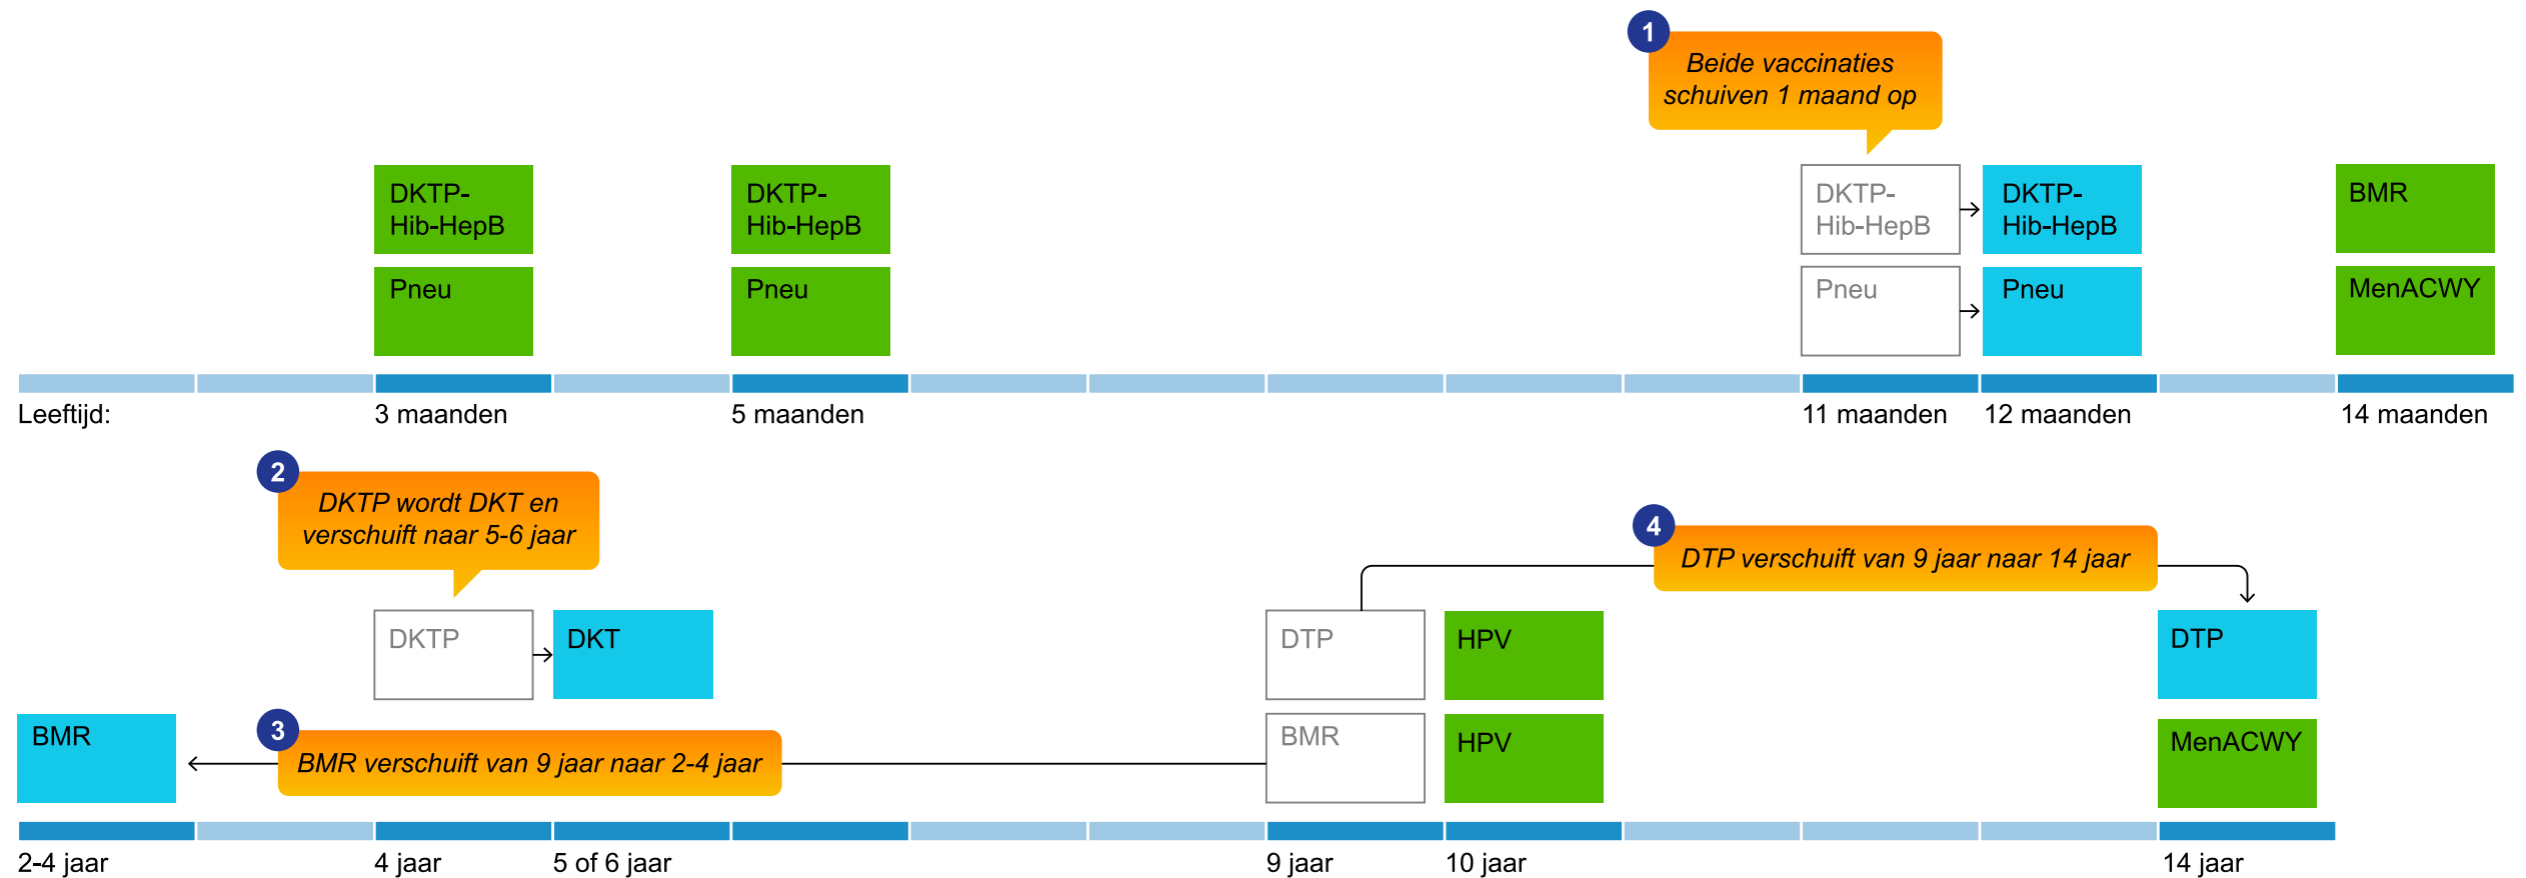 1
Beide vaccinaties
schuiven 1 maand op
DKTP-
Hib-HepB
DKTP-
Hib-HepB
DKTP-
Hib-HepB
DKTP-
Hib-HepB
BMR
Pneu
Pneu
Pneu
Pneu
MenACWY
Leeftijd:
3 maanden
5 maanden
11 maanden
12 maanden
14 maanden
2
DKTP wordt DKT en
verschuift naar 5-6 jaar
4
DTP verschuift van 9 jaar naar 14 jaar
DKTP
DKT
DTP
HPV
DTP
BMR
3
BMR verschuift van 9 jaar naar 2-4 jaar
BMR
HPV
MenACWY
2-4 jaar
4 jaar
5 of 6 jaar
9 jaar
10 jaar
14 jaar